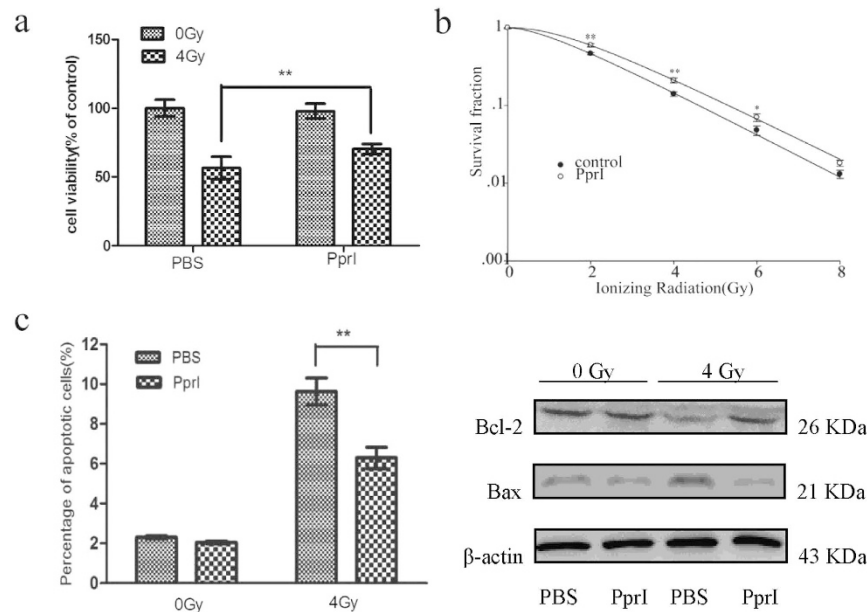 a
0Gy
4Gy
**
cell viability(% of control)
150
100
50
0
PBS
PprI
b
**
**
*
Survival fraction
1
.1
.01
.001
control
PprI
0
2
4
6
8
Ionizing Radiation(Gy)
c
PBS
PprI
**
Percentage of apoptotic cells(%)
12
10
8
6
4
2
0
0Gy
4Gy
0 Gy
4 Gy
Bcl-2
26 KDa
Bax
21 KDa
β-actin
43 KDa
PBS PprI PBS PprI